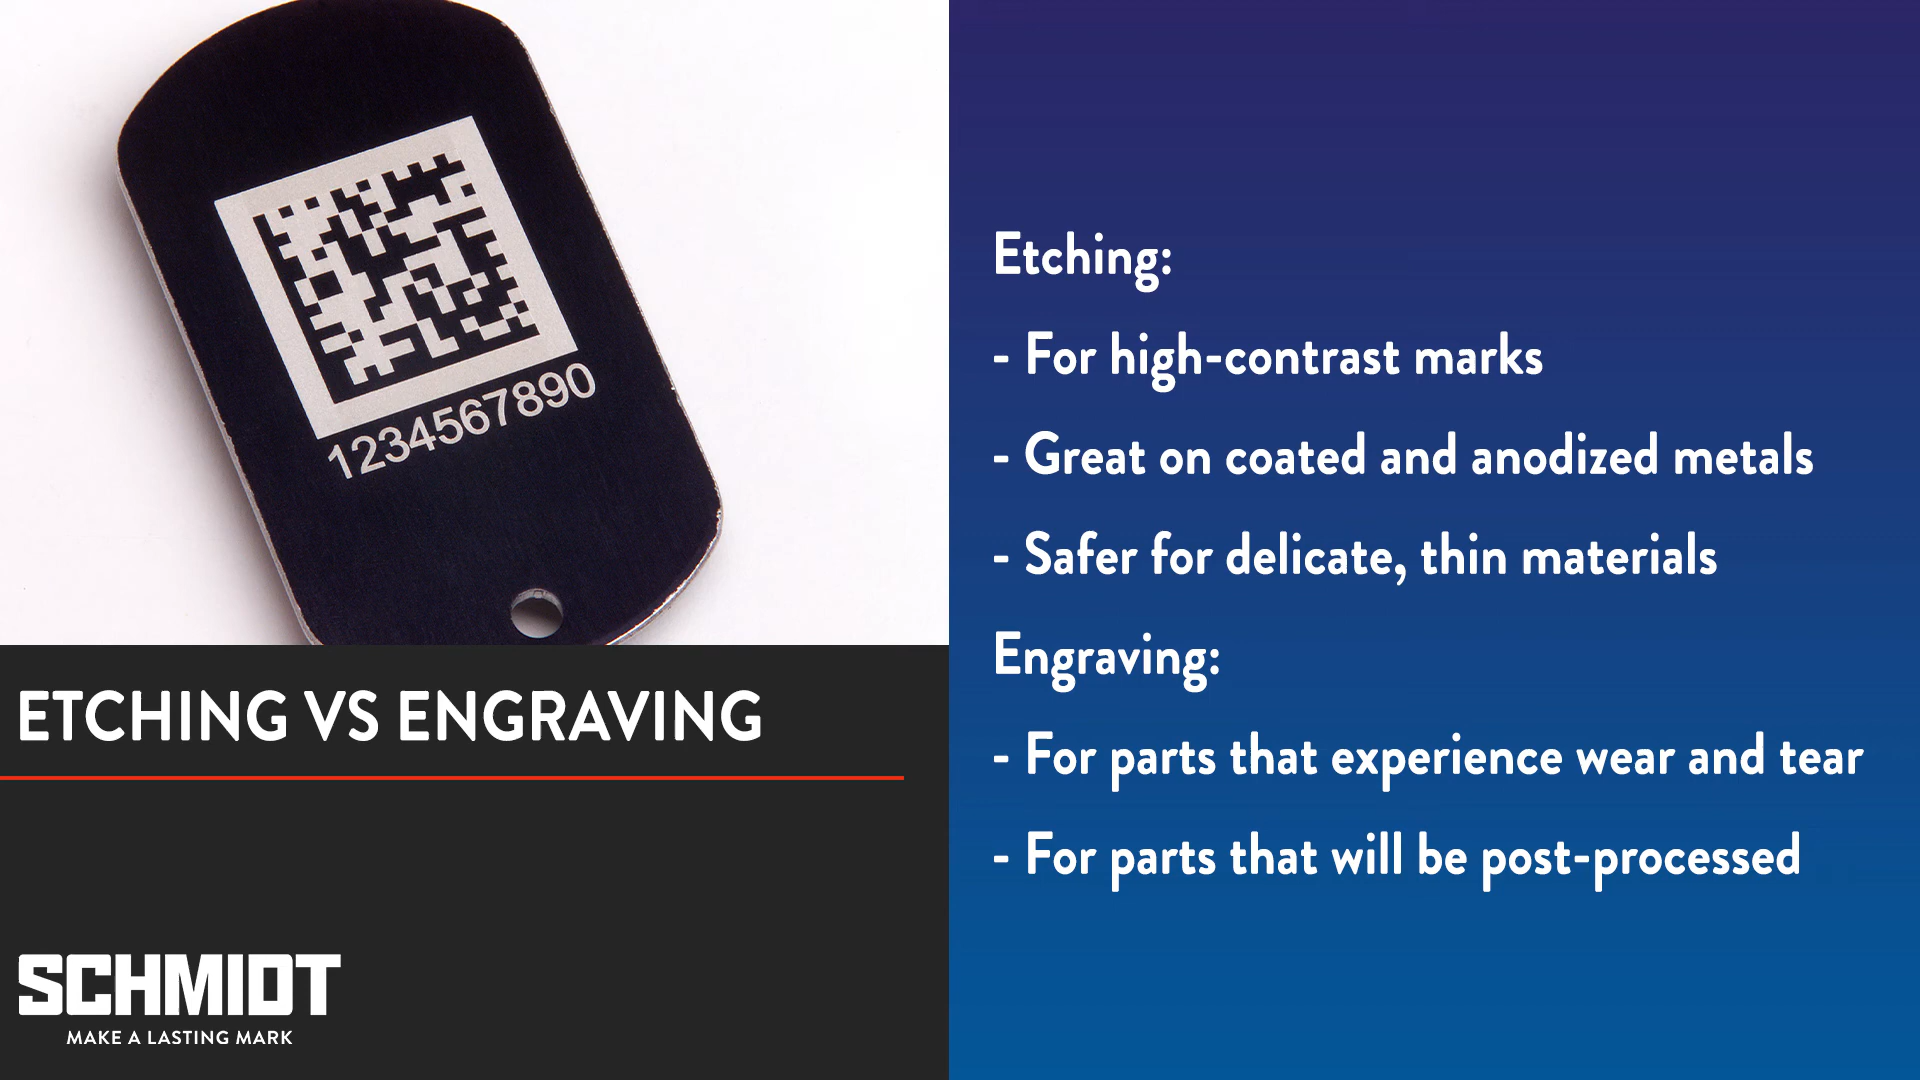 1234567890
ETCHING VS ENGRAVING
SCHMIDT
MAKE A LASTING MARK
Etching:
- For high-contrast marks
- Great on coated and anodized metals
- Safer for delicate, thin materials
Engraving:
- For parts that experience wear and tear
- For parts that will be post-processed